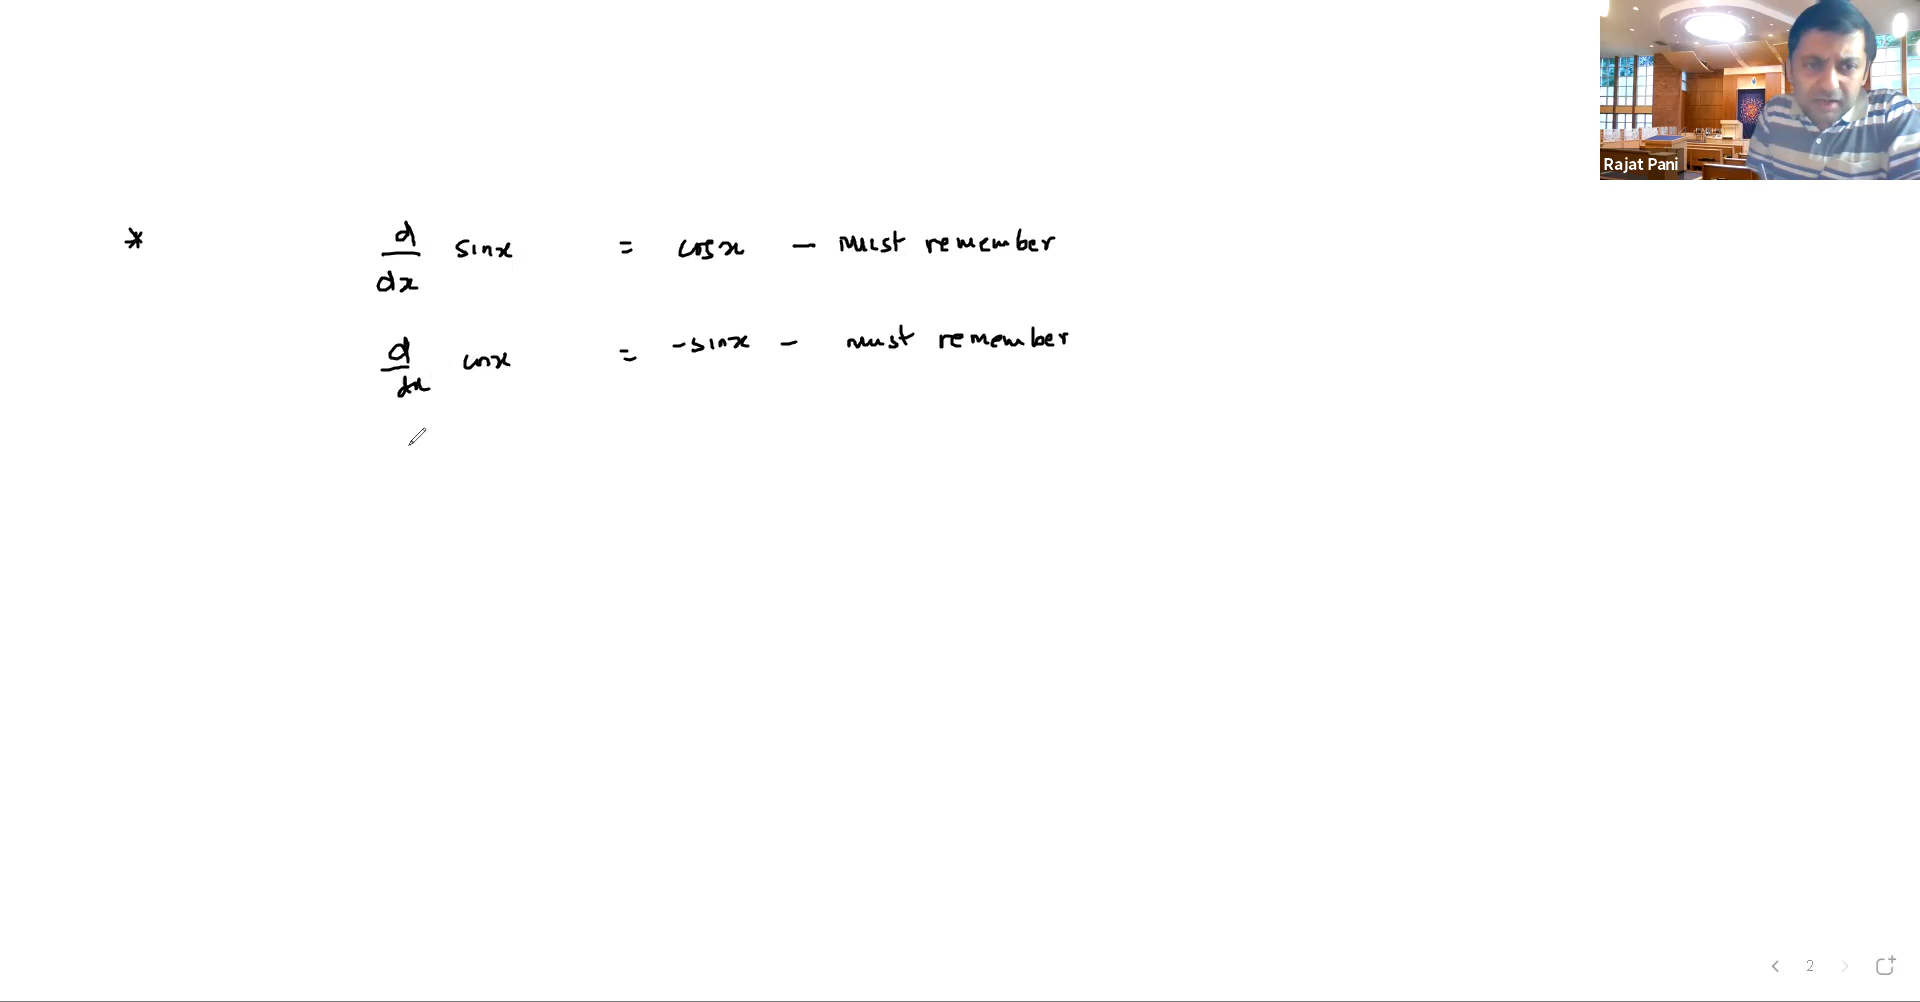 Rajat Pani
* d/dx sinx = cosx – must remember
d/dx cosx = -sinx – must remember
2